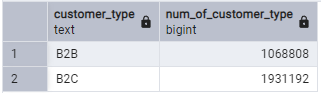 customer_type num_of_customer_type
text bigint
1 B2B 1068808
2 B2C 1931192